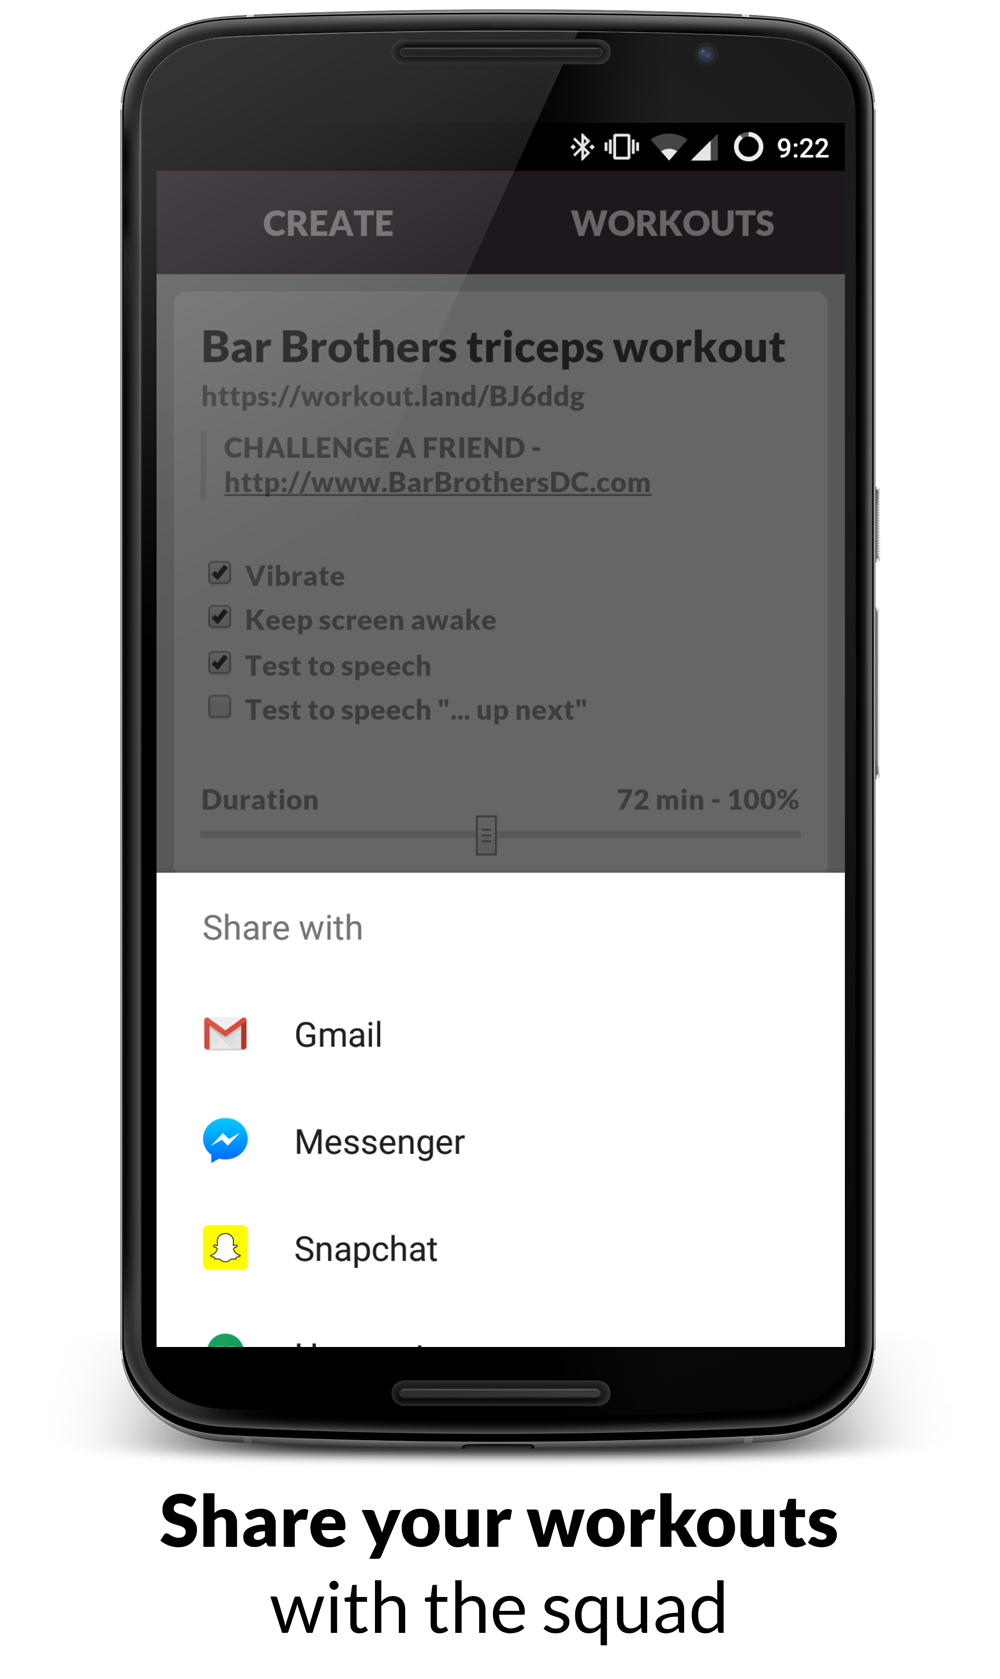 9:22
CREATE WORKOUTS
Bar Brothers triceps workout
https://workout.land/BJ6ddg
CHALLENGE A FRIEND -
http://www.BarBrothersDC.com
Vibrate
Keep screen awake
Test to speech
Test to speech "... up next"
Duration 72 min - 100%
Share with
Gmail
Messenger
Snapchat
Share your workouts
with the squad